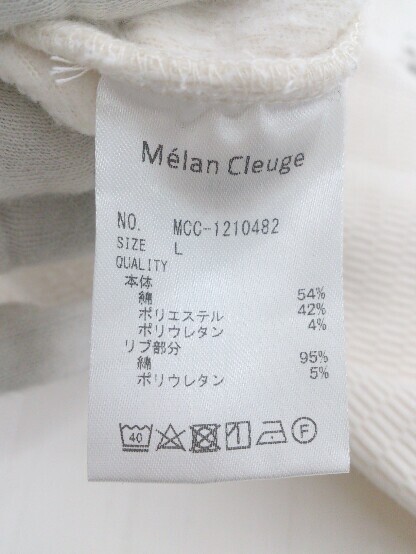 Mélan Cleuge
NO. MCC-1210482
SIZE L
QUALITY
本体
綿 54%
ポリエステル 42%
ポリウレタン 4%
リブ部分
綿 95%
ポリウレタン 5%
40 F